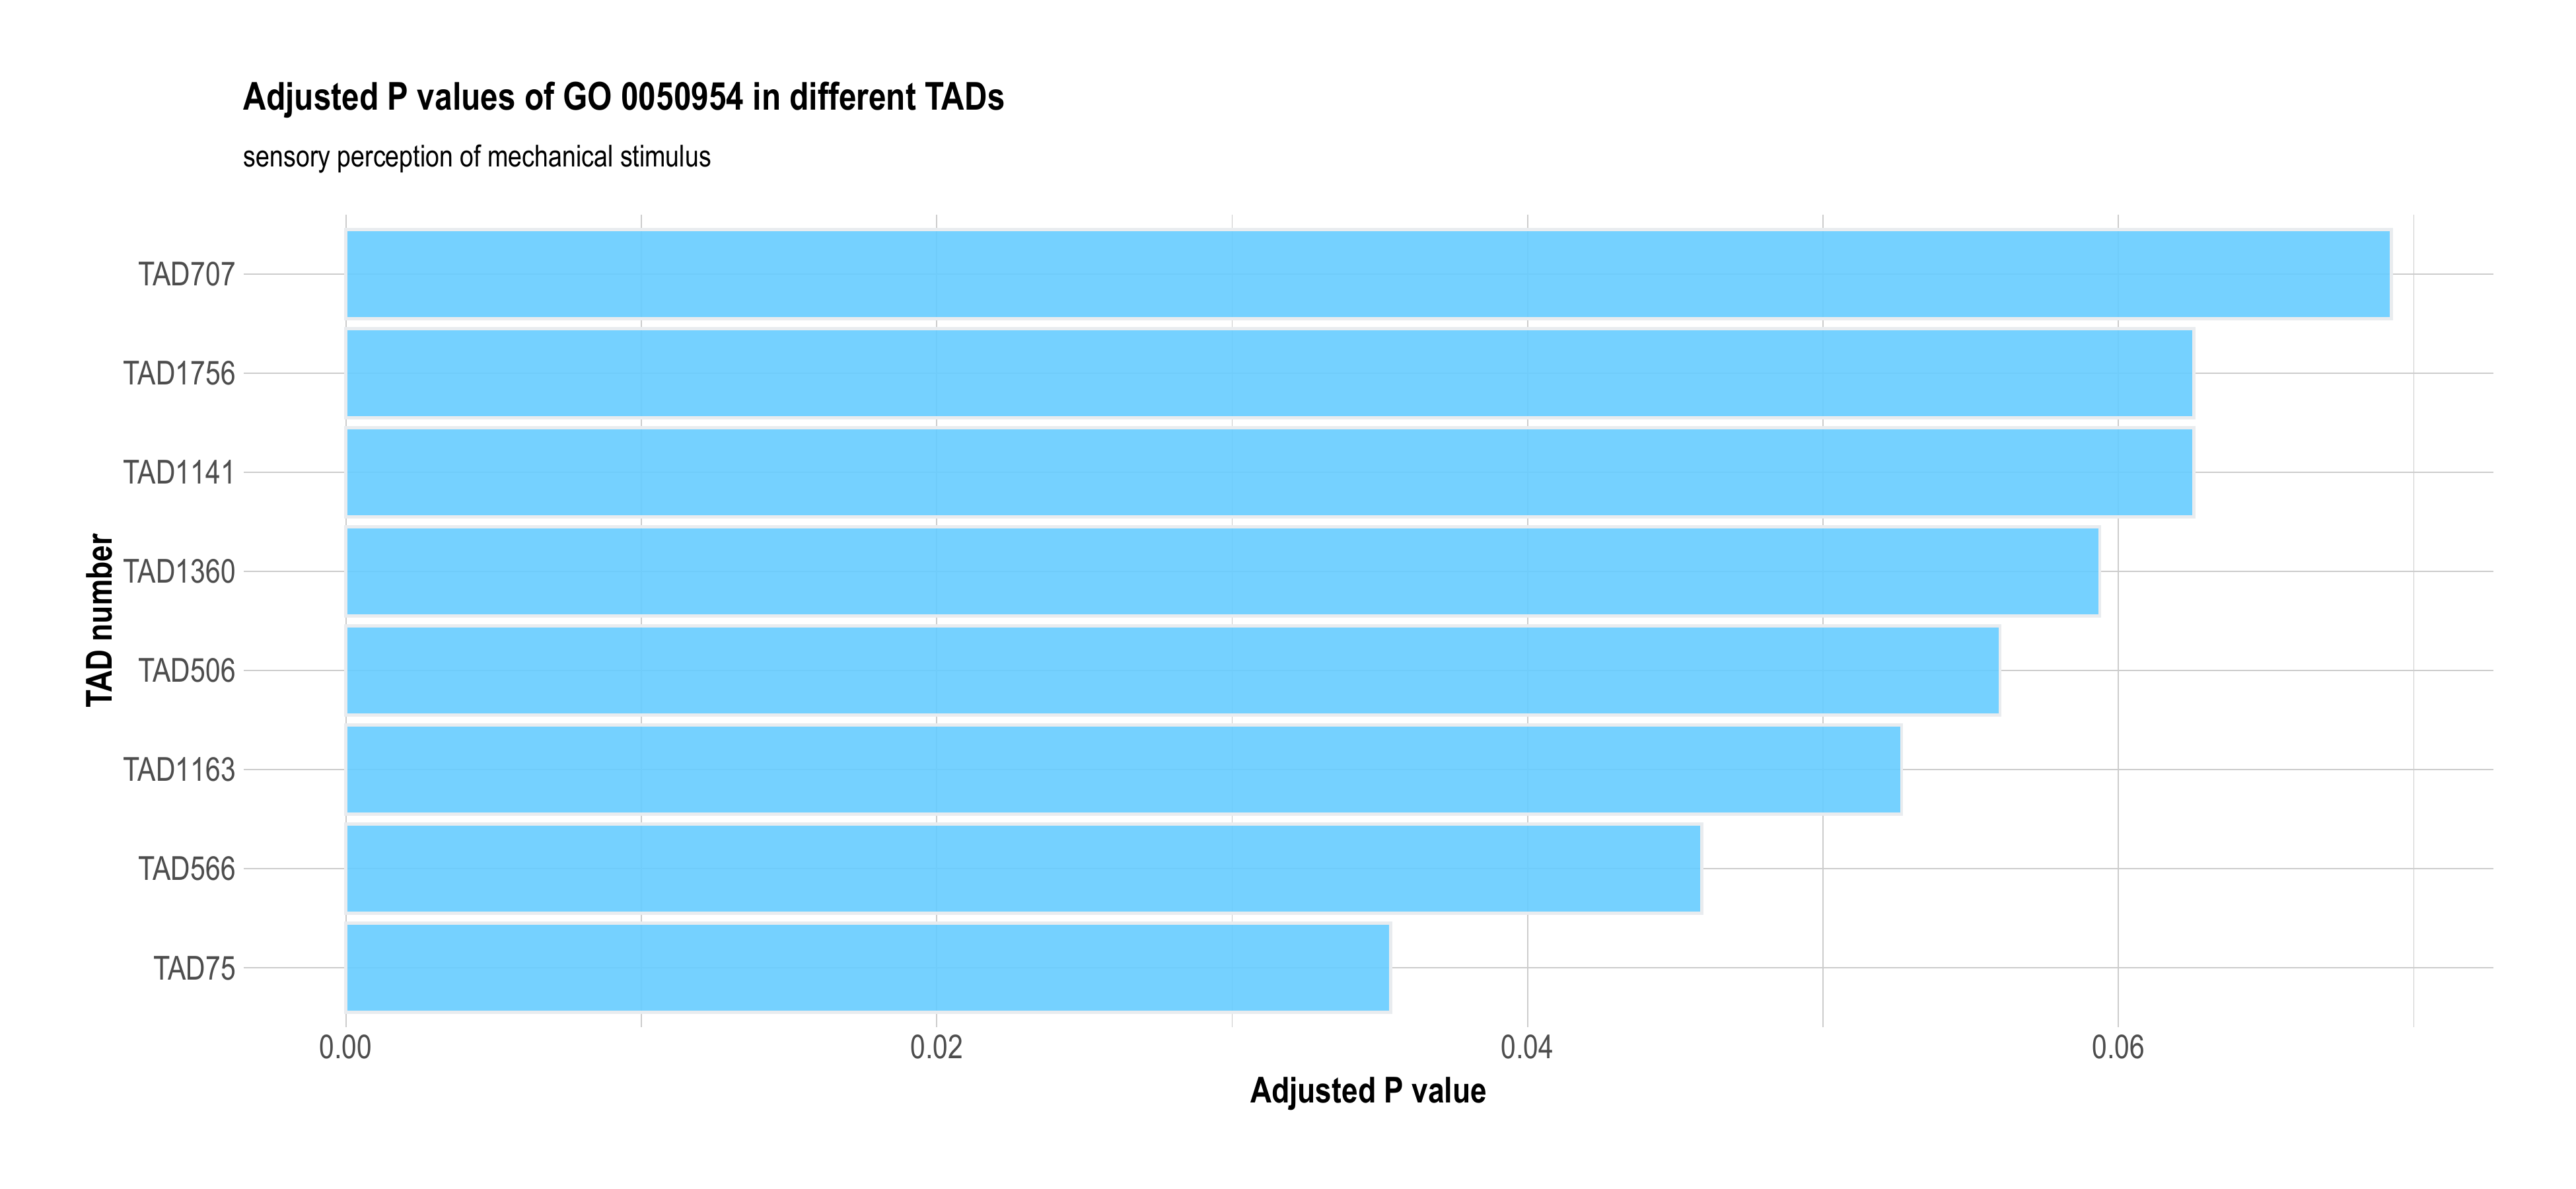 Adjusted P values of GO 0050954 in different TADs
sensory perception of mechanical stimulus
TAD number
TAD707
TAD1756
TAD1141
TAD1360
TAD506
TAD1163
TAD566
TAD75
0.00 0.02 0.04 0.06
Adjusted P value